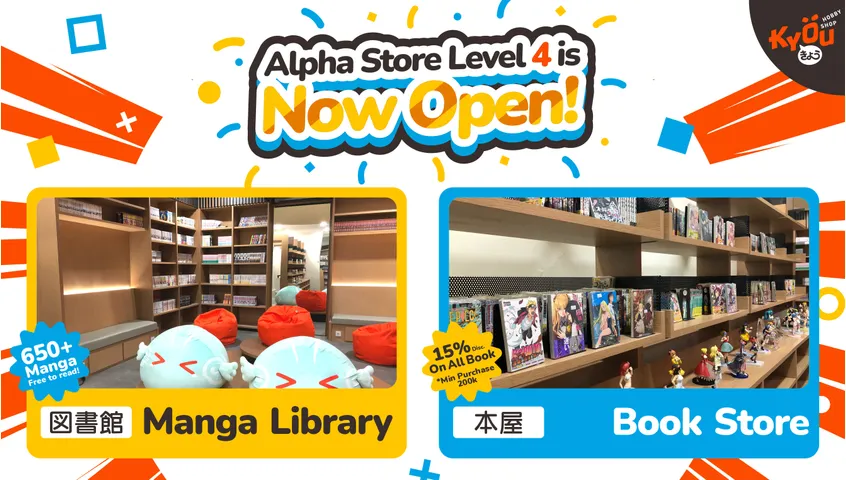 Alpha Store Level 4 is
Now Open!
KYOU
HOBBY
SHOP
きょう
650+
Manga
Free to read!
図書館
Manga Library
15% Disc.
On All Book
*Min Purchase
200k
本屋
Book Store